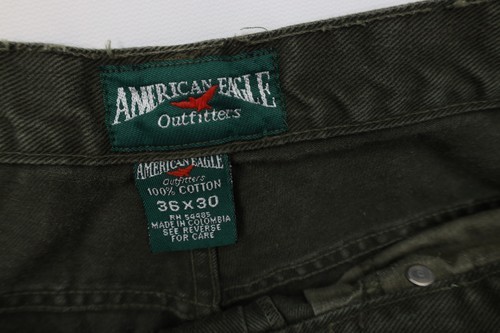 AMERICAN EAGLE
Outfitters
AMERICAN EAGLE
Outfitters
100% COTTON
36X30
RN 54485
MADE IN COLOMBIA
SEE REVERSE
FOR CARE